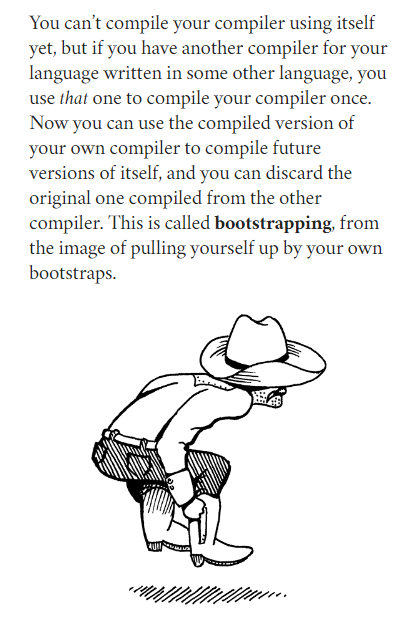 You can’t compile your compiler using itself
yet, but if you have another compiler for your
language written in some other language, you
use that one to compile your compiler once.
Now you can use the compiled version of
your own compiler to compile future
versions of itself, and you can discard the
original one compiled from the other
compiler. This is called bootstrapping, from
the image of pulling yourself up by your own
bootstraps.